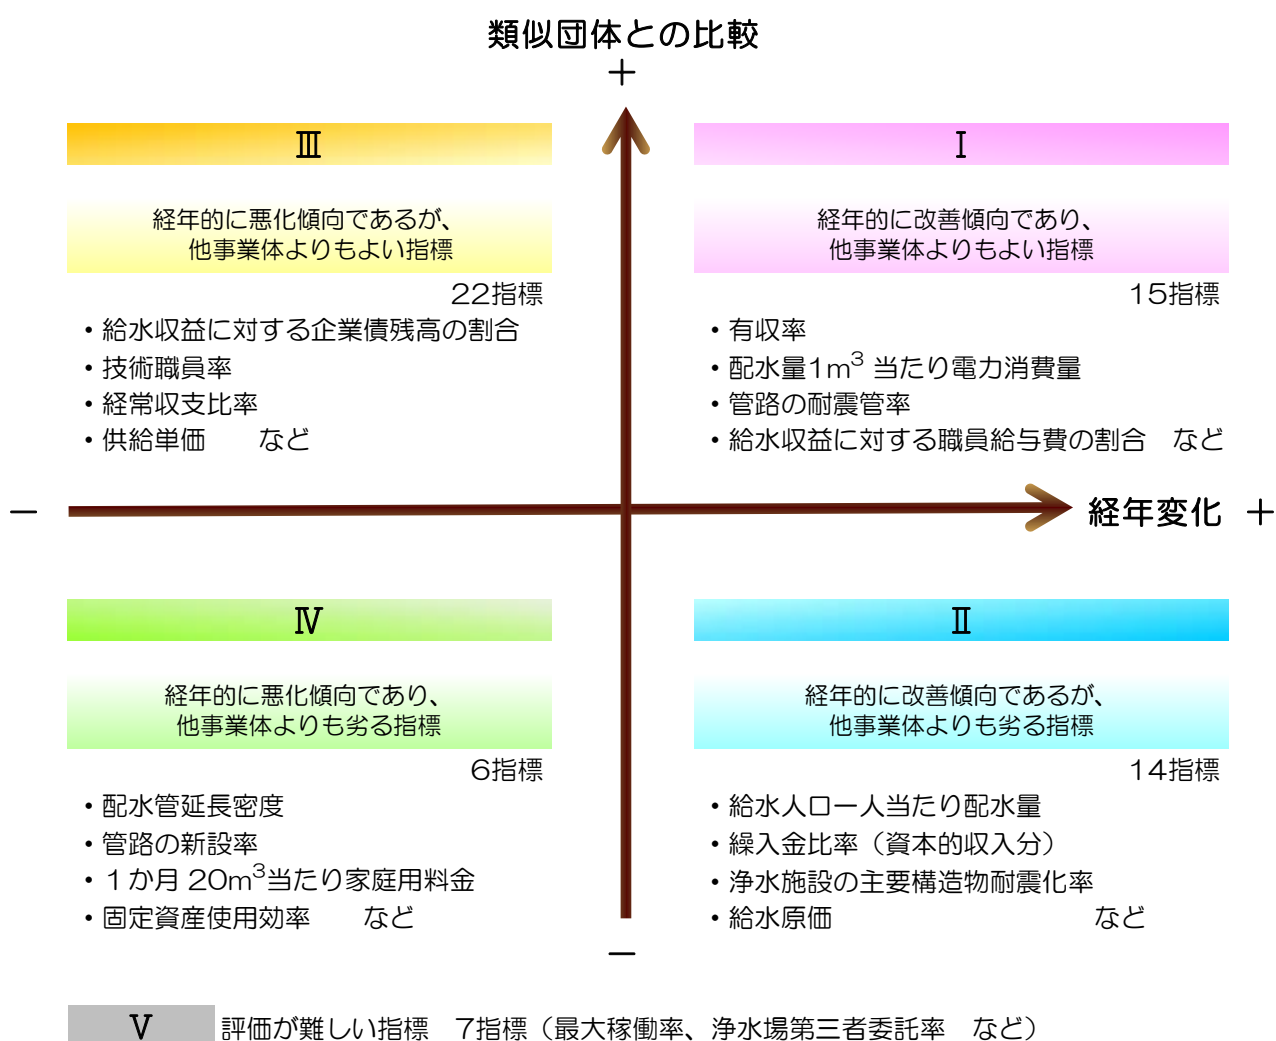 類似団体との比較
＋
Ⅲ
経年的に悪化傾向であるが、
他事業体よりもよい指標
22指標
・給水収益に対する企業債残高の割合
・技術職員率
・経常収支比率
・供給単価　　など
Ⅰ
経年的に改善傾向であり、
他事業体よりもよい指標
15指標
・有収率
・配水量1m³ 当たり電力消費量
・管路の耐震管率
・給水収益に対する職員給与費の割合　など
－
経年変化　＋
Ⅳ
経年的に悪化傾向であり、
他事業体よりも劣る指標
6指標
・配水管延長密度
・管路の新設率
・１か月 20m³当たり家庭用料金
・固定資産使用効率　　など
Ⅱ
経年的に改善傾向であるが、
他事業体よりも劣る指標
14指標
・給水人口一人当たり配水量
・繰入金比率（資本的収入分）
・浄水施設の主要構造物耐震化率
・給水原価　　　　　　　　　　など
－
Ⅴ　評価が難しい指標　7指標（最大稼働率、浄水場第三者委託率　など）